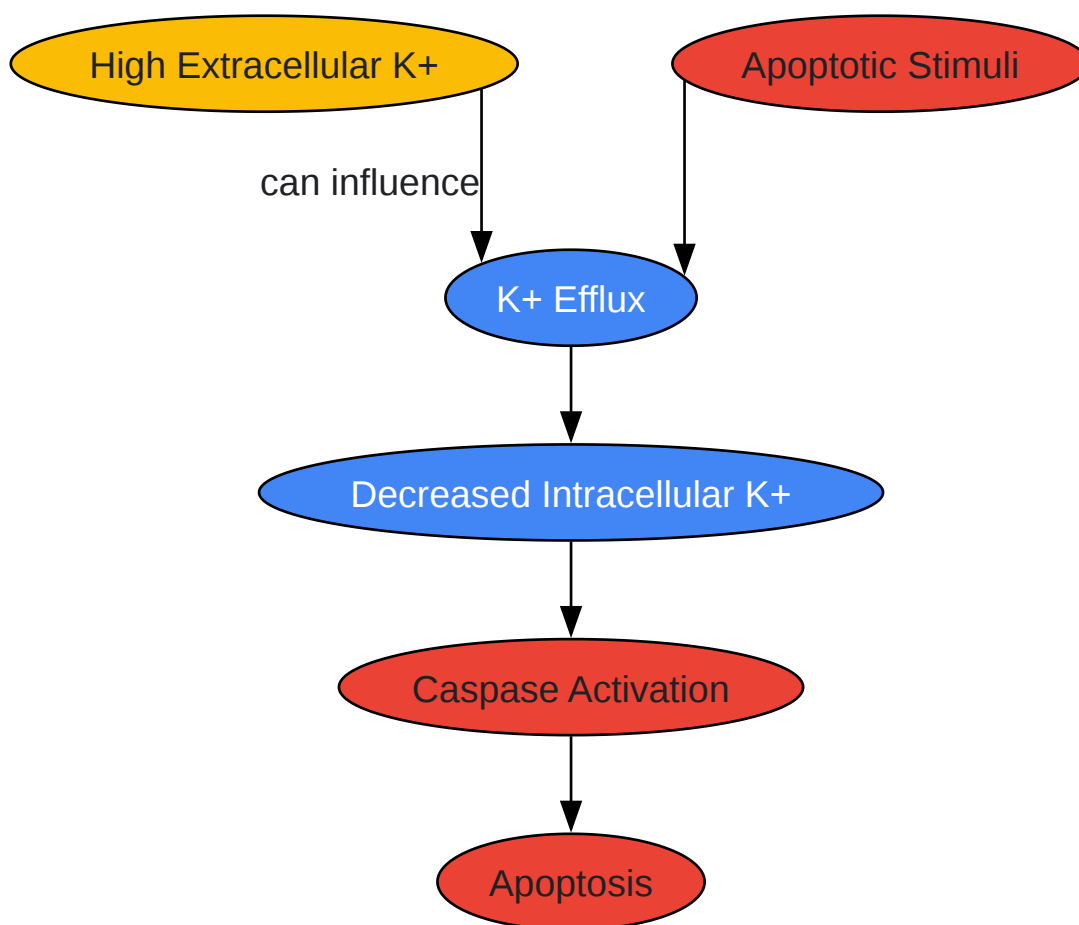 High Extracellular K+
Apoptotic Stimuli
can influence
K+ Efflux
Decreased Intracellular K+
Caspase Activation
Apoptosis